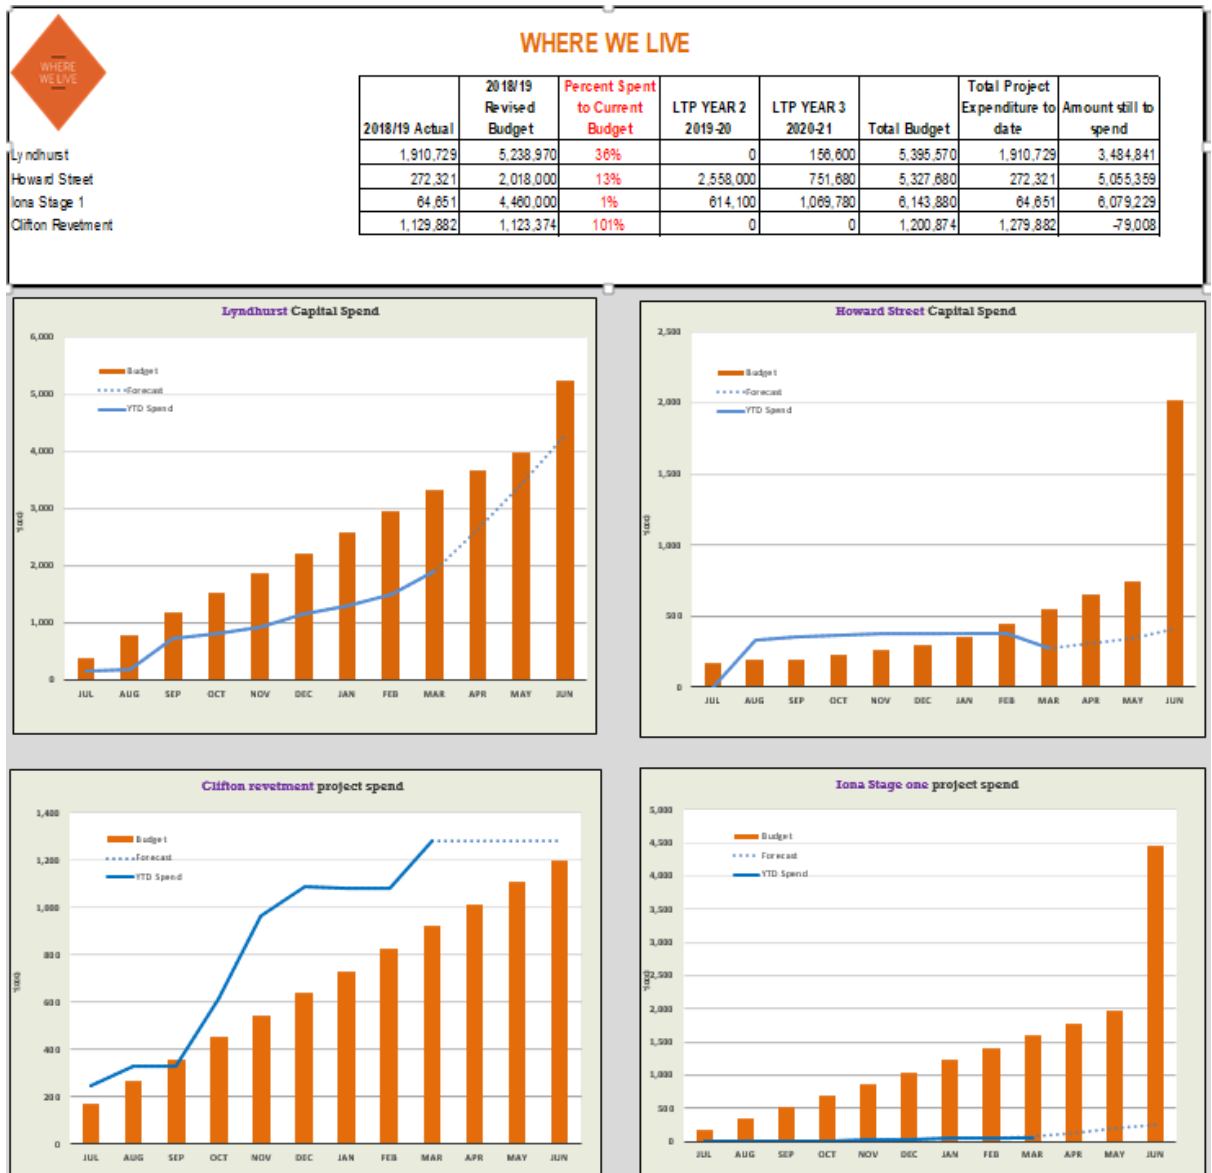 WHERE WE LIVE
WHERE
WE LIVE
2018/19 Actual 2018/19 Revised Budget Percent Spent to Current Budget LTP YEAR 2 2019-20 LTP YEAR 3 2020-21 Total Budget Total Project Expenditure to date Amount still to spend
Lyndhurst 1,910,729 5,238,970 36% 0 156,600 5,395,570 1,910,729 3,484,841
Howard Street 272,321 2,018,000 13% 2,558,000 751,680 5,327,680 272,321 5,055,359
Iona Stage 1 64,651 4,460,000 1% 614,100 1,069,780 6,143,880 64,651 6,079,229
Clifton Revetment 1,129,882 1,123,374 101% 0 0 1,200,874 1,279,882 -79,008
Lyndhurst Capital Spend
6,000
5,000
4,000
3,000
2,000
1,000
0
$(000)
Budget
Forecast
YTD Spend
JUL AUG SEP OCT NOV DEC JAN FEB MAR APR MAY JUN
Howard Street Capital Spend
2,500
2,000
1,500
1,000
500
0
$(000)
Budget
Forecast
YTD Spend
JUL AUG SEP OCT NOV DEC JAN FEB MAR APR MAY JUN
Clifton revetment project spend
1,400
1,200
1,000
800
600
400
200
0
$(000)
Budget
Forecast
YTD Spend
JUL AUG SEP OCT NOV DEC JAN FEB MAR APR MAY JUN
Iona Stage one project spend
5,000
4,500
4,000
3,500
3,000
2,500
2,000
1,500
1,000
500
0
$(000)
Budget
Forecast
YTD Spend
JUL AUG SEP OCT NOV DEC JAN FEB MAR APR MAY JUN